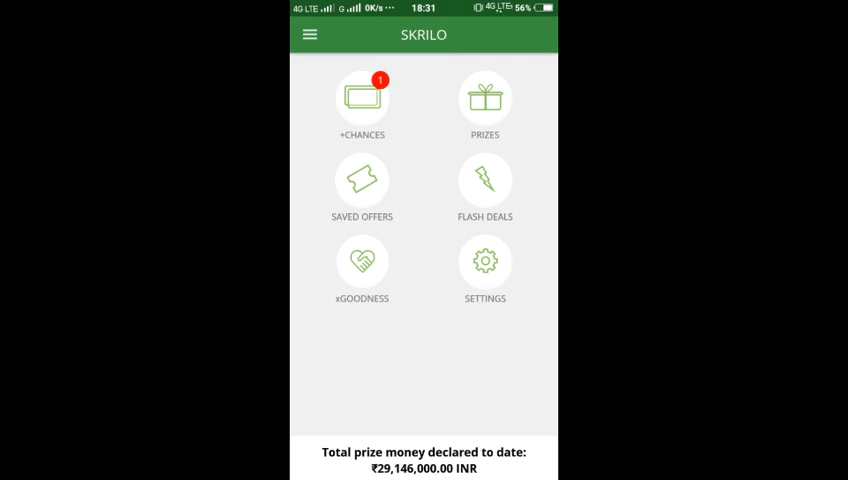 4G LTE G 0K/s ··· 18:31 4G LTE 56%
SKRILO
1
+CHANCES PRIZES
SAVED OFFERS FLASH DEALS
xGOODNESS SETTINGS
Total prize money declared to date:
₹29,146,000.00 INR